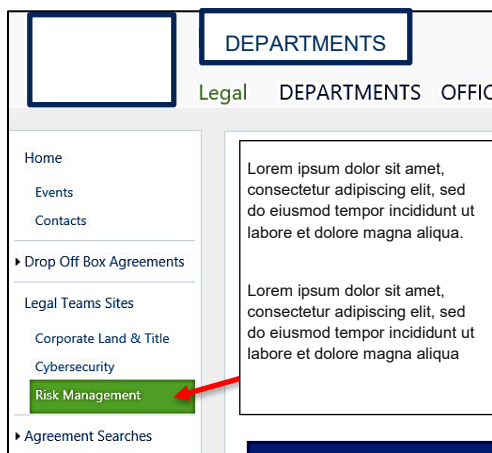 DEPARTMENTS
Legal DEPARTMENTS OFFIC
Home
Events
Contacts
Drop Off Box Agreements
Legal Teams Sites
Corporate Land & Title
Cybersecurity
Risk Management
Agreement Searches
Lorem ipsum dolor sit amet,
consectetur adipiscing elit, sed
do eiusmod tempor incididunt ut
labore et dolore magna aliqua.
Lorem ipsum dolor sit amet,
consectetur adipiscing elit, sed
do eiusmod tempor incididunt ut
labore et dolore magna aliqua